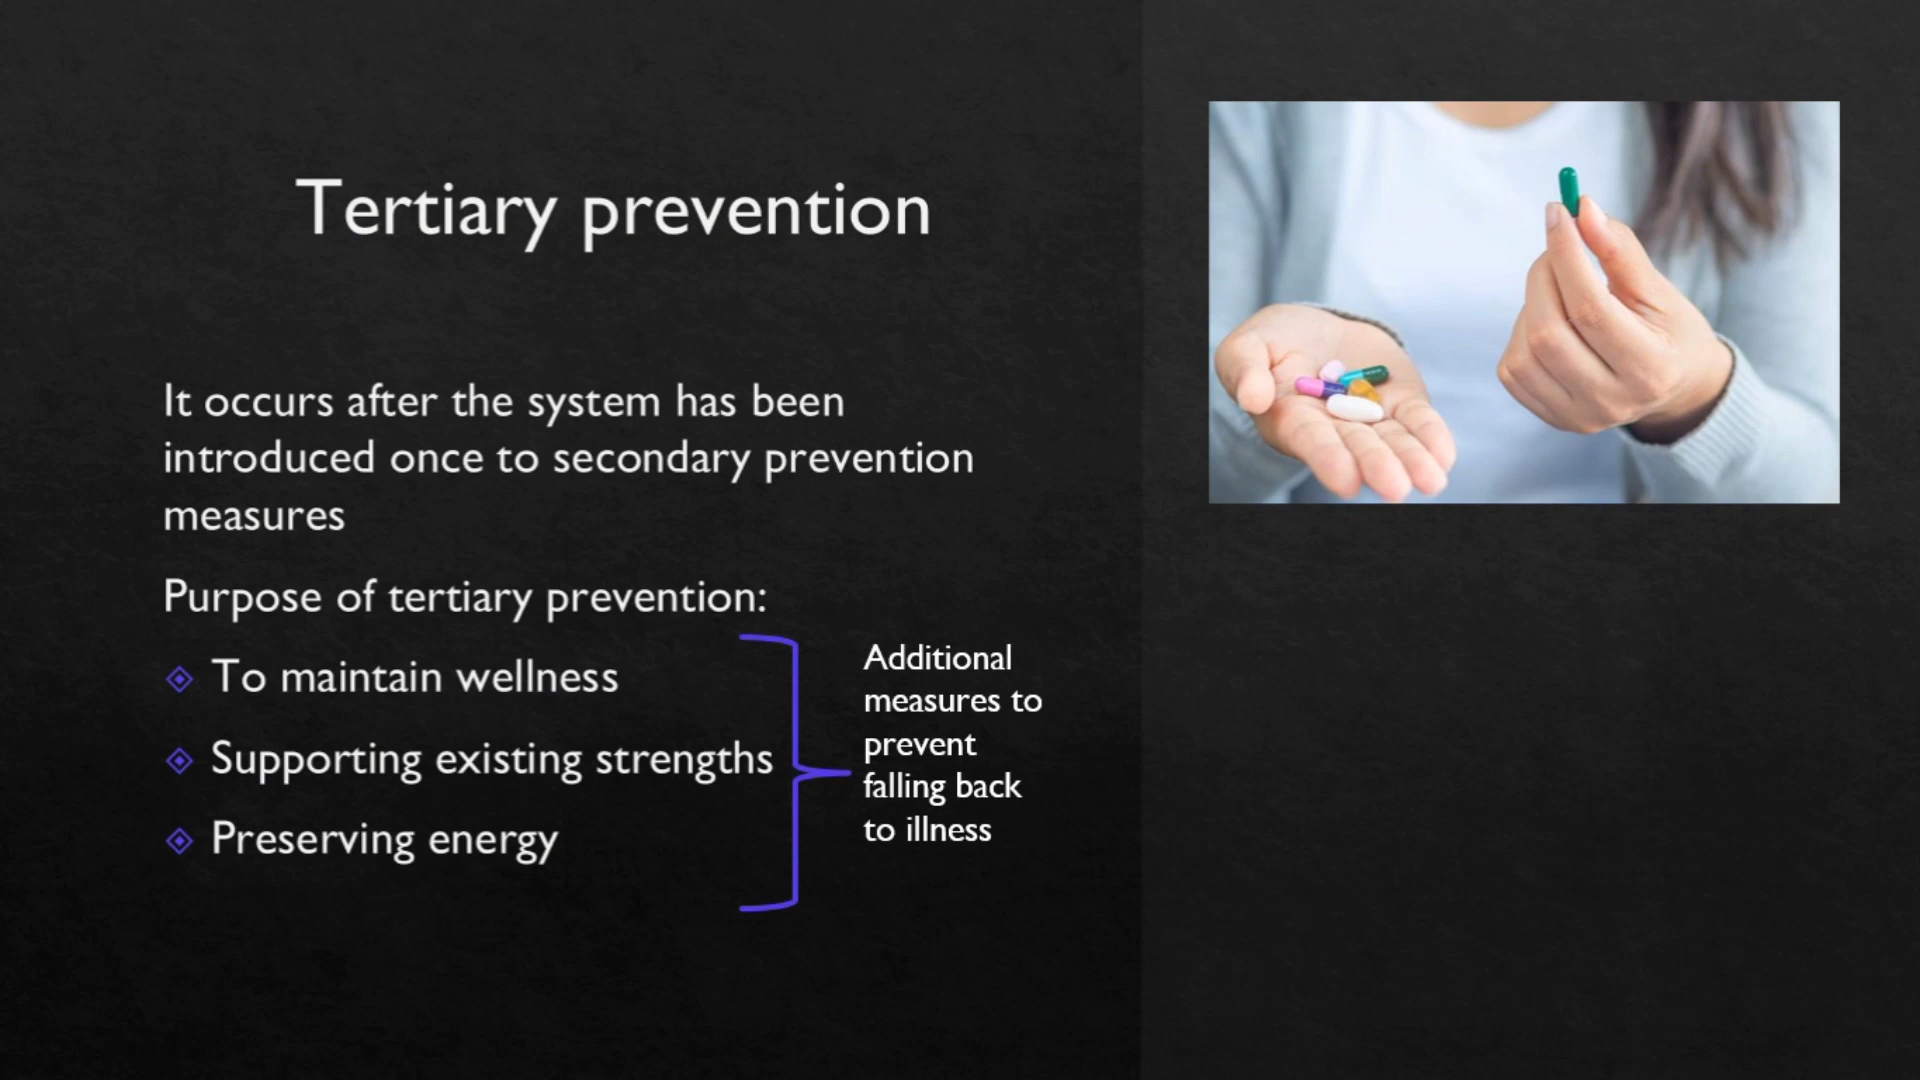 Tertiary prevention
It occurs after the system has been
introduced once to secondary prevention
measures
Purpose of tertiary prevention:
To maintain wellness
Supporting existing strengths
Preserving energy
Additional
measures to
prevent
falling back
to illness